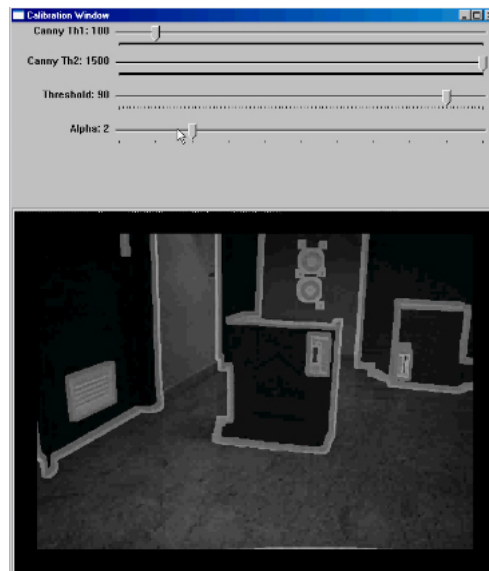 Calibration Window
Canny Th1: 100
Canny Th2: 1500
Threshold: 90
Alpha: 2